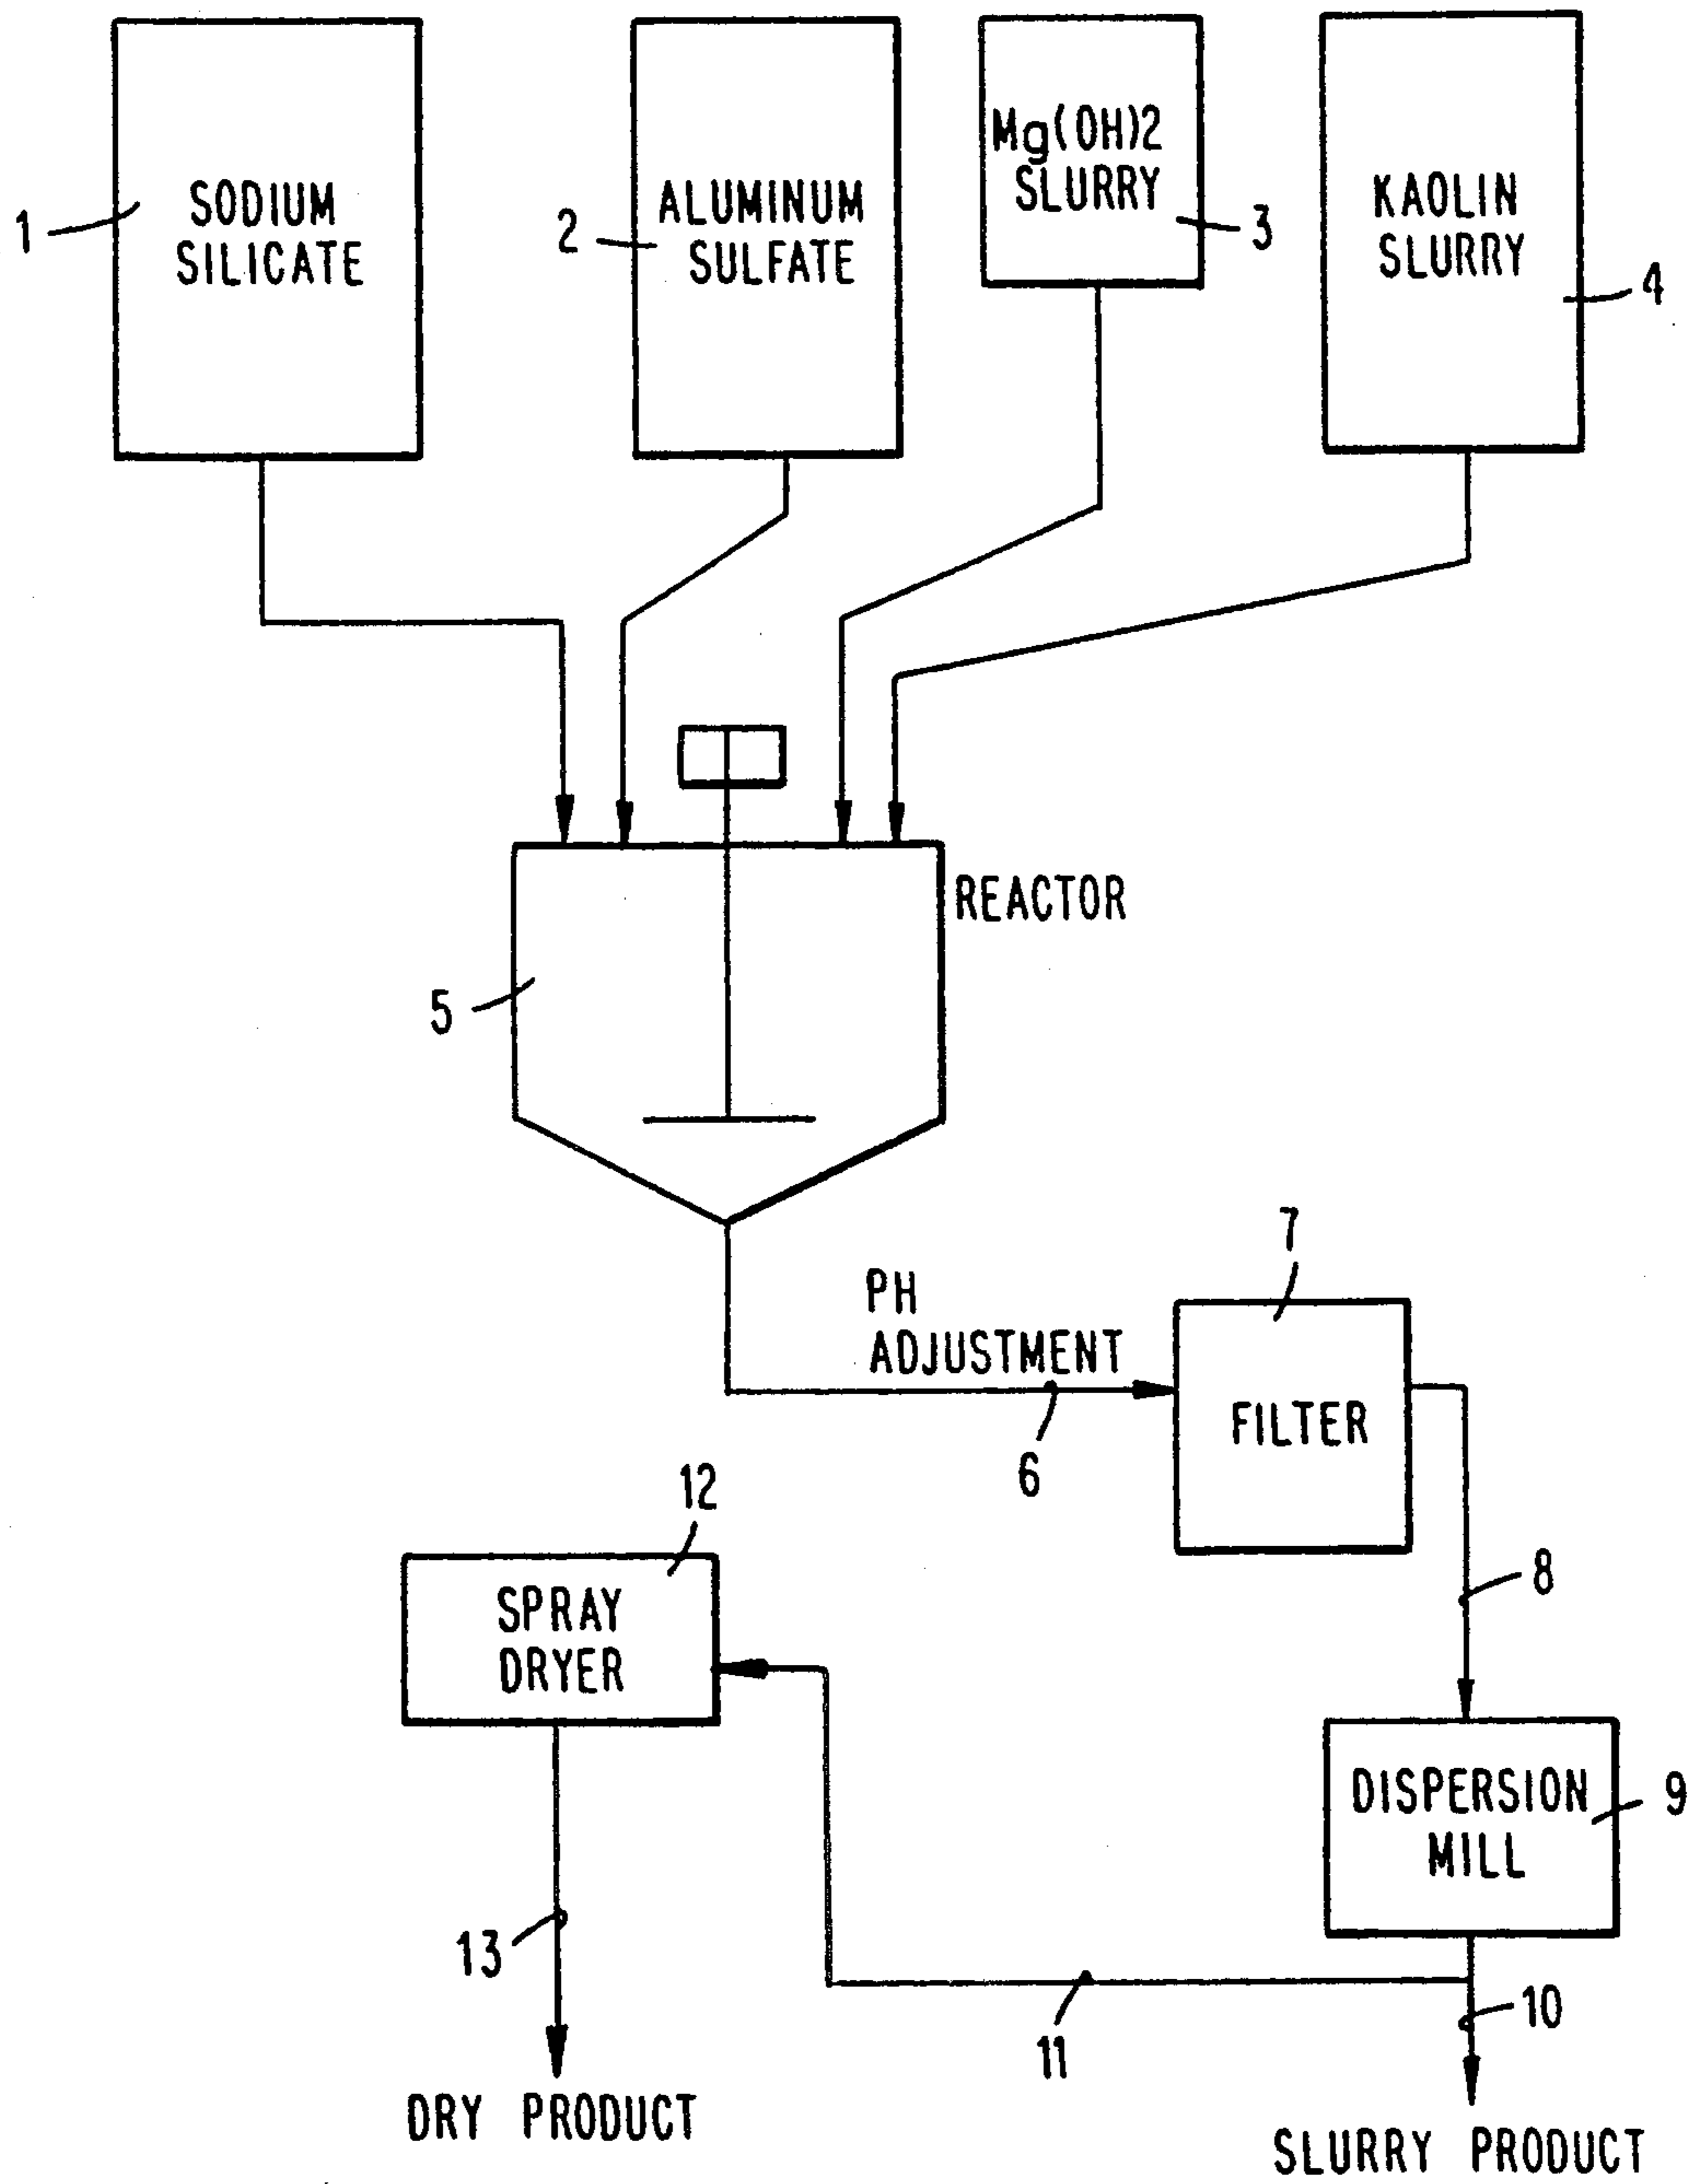 1
SODIUM
SILICATE
2
ALUMINUM
SULFATE
Mg(OH)2
SLURRY
3
KAOLIN
SLURRY
4
REACTOR
5
PH
ADJUSTMENT
6
7
FILTER
8
12
SPRAY
DRYER
DISPERSION
MILL
9
13
11
10
DRY PRODUCT
SLURRY PRODUCT